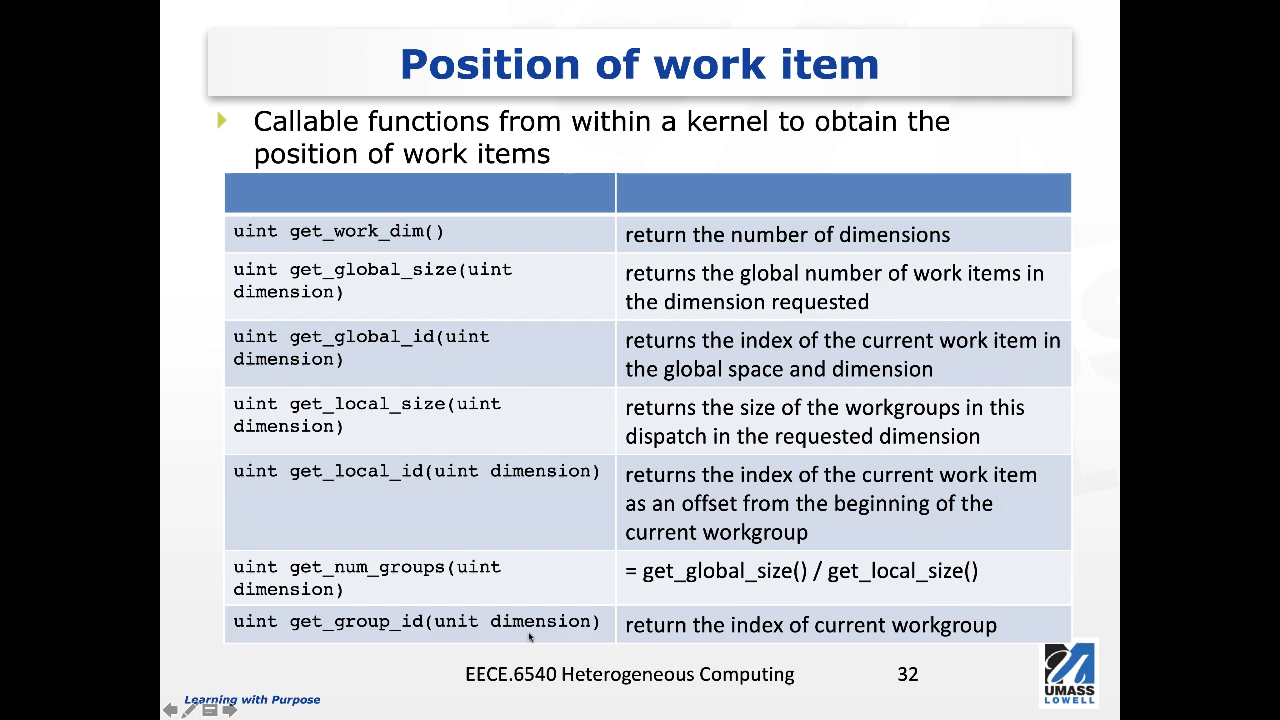 Position of work item
Callable functions from within a kernel to obtain the
position of work items
uint get_work_dim()
return the number of dimensions
uint get_global_size(uint
dimension)
returns the global number of work items in
the dimension requested
uint get_global_id(uint
dimension)
returns the index of the current work item in
the global space and dimension
uint get_local_size(uint
dimension)
returns the size of the workgroups in this
dispatch in the requested dimension
uint get_local_id(uint dimension)
returns the index of the current work item
as an offset from the beginning of the
current workgroup
uint get_num_groups(uint
dimension)
= get_global_size() / get_local_size()
uint get_group_id(unit dimension)
return the index of current workgroup
EECE.6540 Heterogeneous Computing
32
UMASS
LOWELL
Learning with Purpose